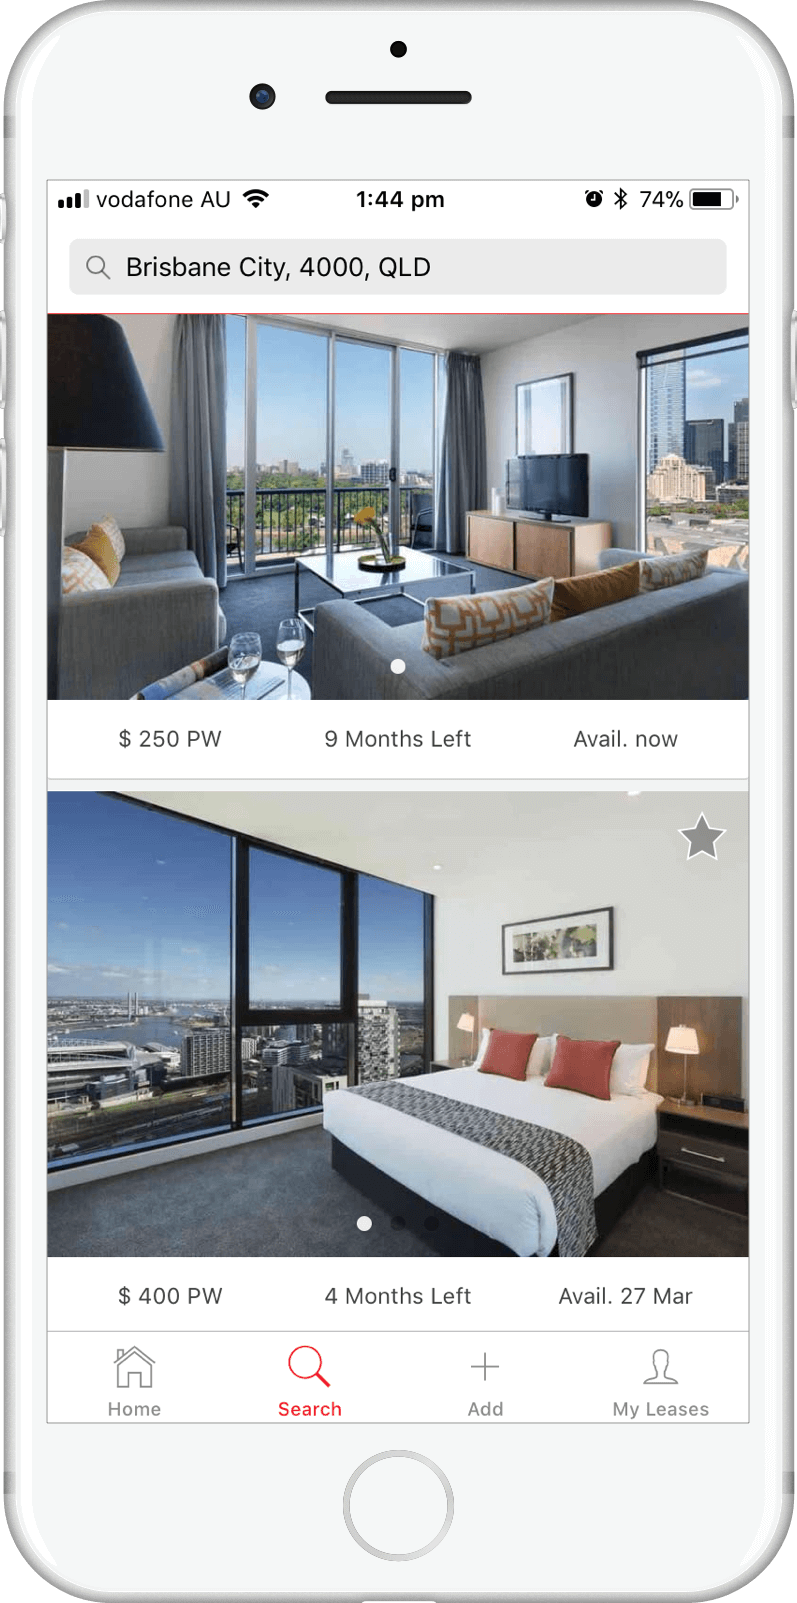 vodafone AU 1:44 pm 74%
Brisbane City, 4000, QLD
$ 250 PW 9 Months Left Avail. now
$ 400 PW 4 Months Left Avail. 27 Mar
Home Search Add My Leases